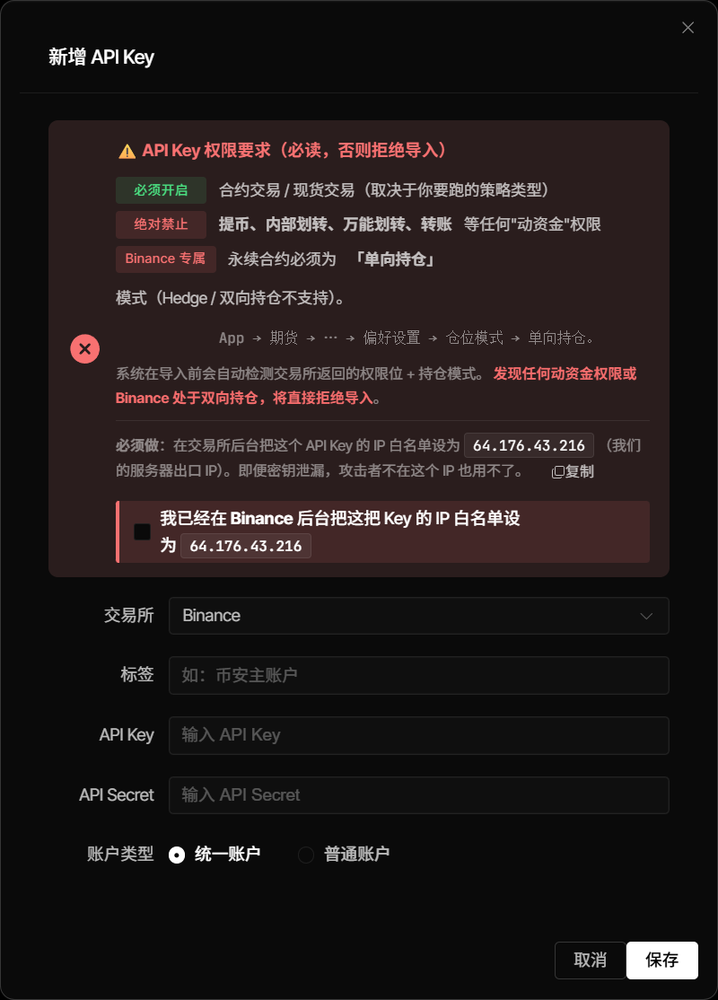 新增 API Key
⚠ API Key 权限要求（必读，否则拒绝导入）
必须开启 合约交易 / 现货交易（取决于你要跑的策略类型）
绝对禁止 提币、内部划转、万能划转、转账 等任何"动资金"权限
Binance 专属 永续合约必须为 「单向持仓」
模式（Hedge / 双向持仓不支持）。
App → 期货 → ⋯ → 偏好设置 → 仓位模式 → 单向持仓。
系统在导入前会自动检测交易所返回的权限位 + 持仓模式。 发现任何动资金权限或
Binance 处于双向持仓，将直接拒绝导入。
必须做：在交易所后台把这个 API Key 的 IP 白名单设为 64.176.43.216 （我们
的服务器出口 IP）。即便密钥泄漏，攻击者不在这个 IP 也用不了。 复制
我已经在 Binance 后台把这把 Key 的 IP 白名单设
为 64.176.43.216
交易所 Binance
标签 如：币安主账户
API Key 输入 API Key
API Secret 输入 API Secret
账户类型 统一账户 普通账户
取消 保存